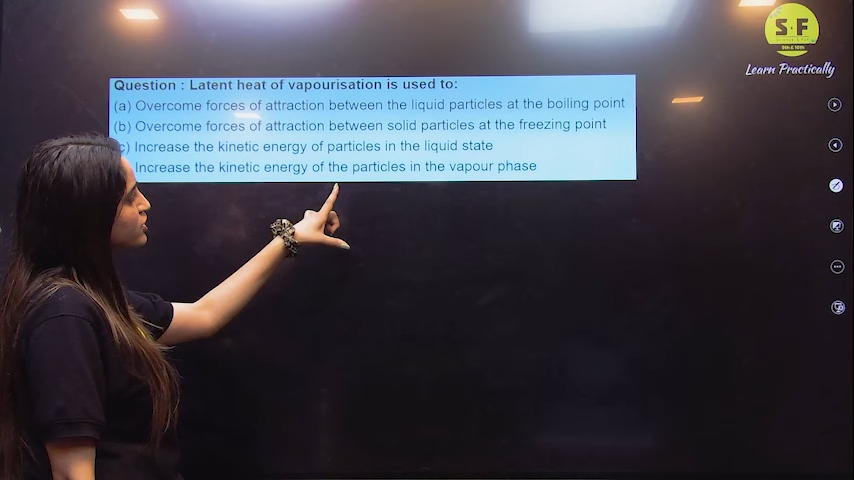 S·F
9th & 10th
Learn Practically
Question : Latent heat of vapourisation is used to:
(a) Overcome forces of attraction between the liquid particles at the boiling point
(b) Overcome forces of attraction between solid particles at the freezing point
c) Increase the kinetic energy of particles in the liquid state
Increase the kinetic energy of the particles in the vapour phase